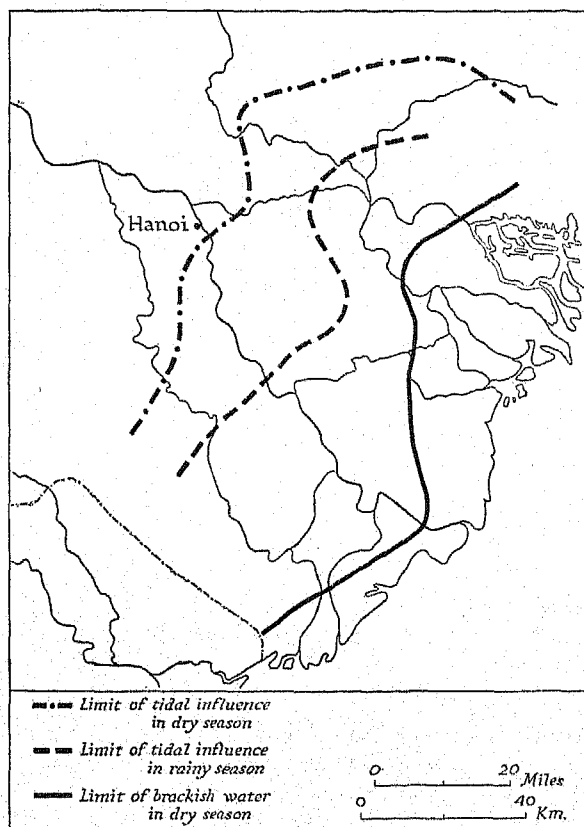 Hanoi
Limit of tidal influence
in dry season
Limit of tidal influence
in rainy season
Limit of brackish water
in dry season
0 20
Miles
0 40
Km.